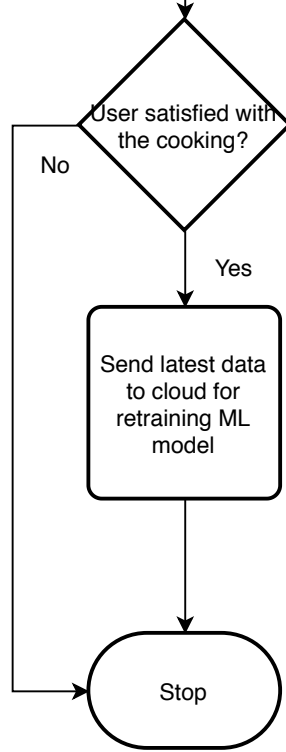 User satisfied with
the cooking?
No
Yes
Send latest data
to cloud for
retraining ML
model
Stop